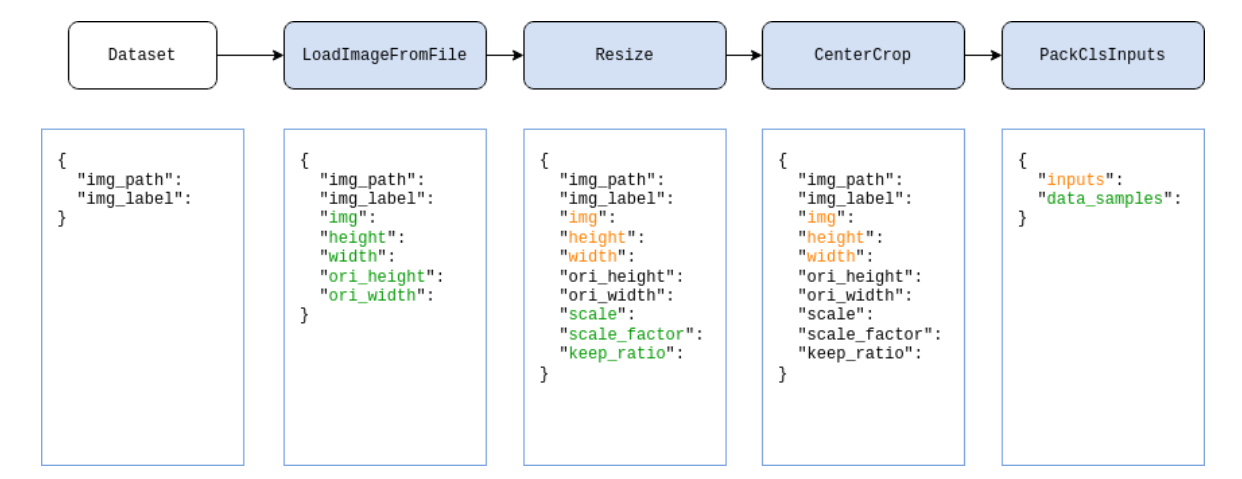 Dataset
LoadImageFromFile
Resize
CenterCrop
PackClsInputs
{
"img_path":
"img_label":
}
{
"img_path":
"img_label":
"img":
"height":
"width":
"ori_height":
"ori_width":
}
{
"img_path":
"img_label":
"img":
"height":
"width":
"ori_height":
"ori_width":
"scale":
"scale_factor":
"keep_ratio":
}
{
"img_path":
"img_label":
"img":
"height":
"width":
"ori_height":
"ori_width":
"scale":
"scale_factor":
"keep_ratio":
}
{
"inputs":
"data_samples":
}